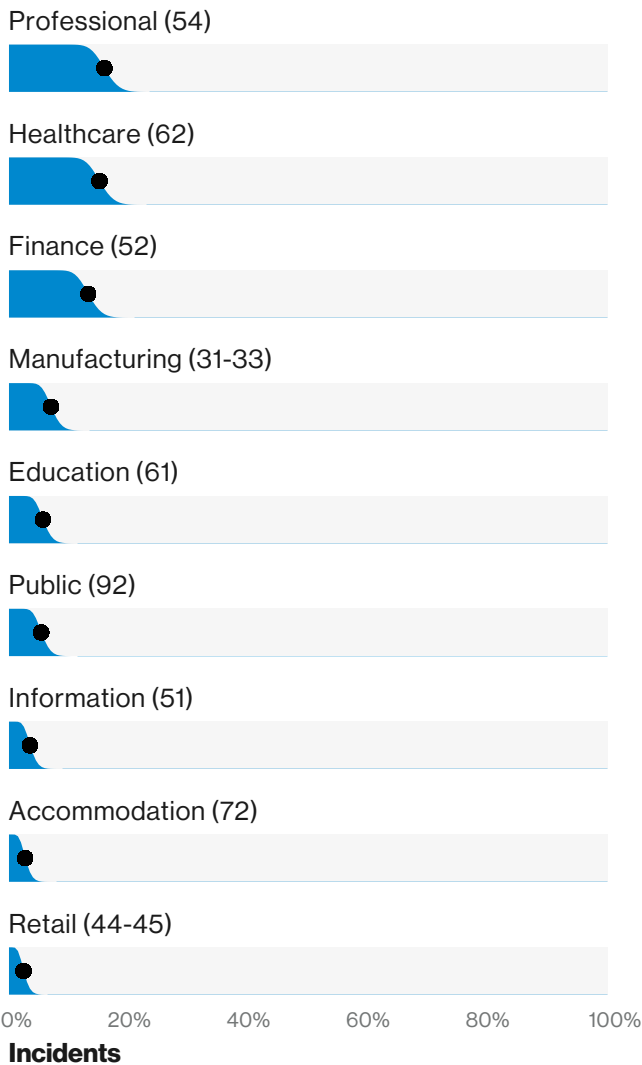 Professional (54)
Healthcare (62)
Finance (52)
Manufacturing (31-33)
Education (61)
Public (92)
Information (51)
Accommodation (72)
Retail (44-45)
0% 20% 40% 60% 80% 100%
Incidents